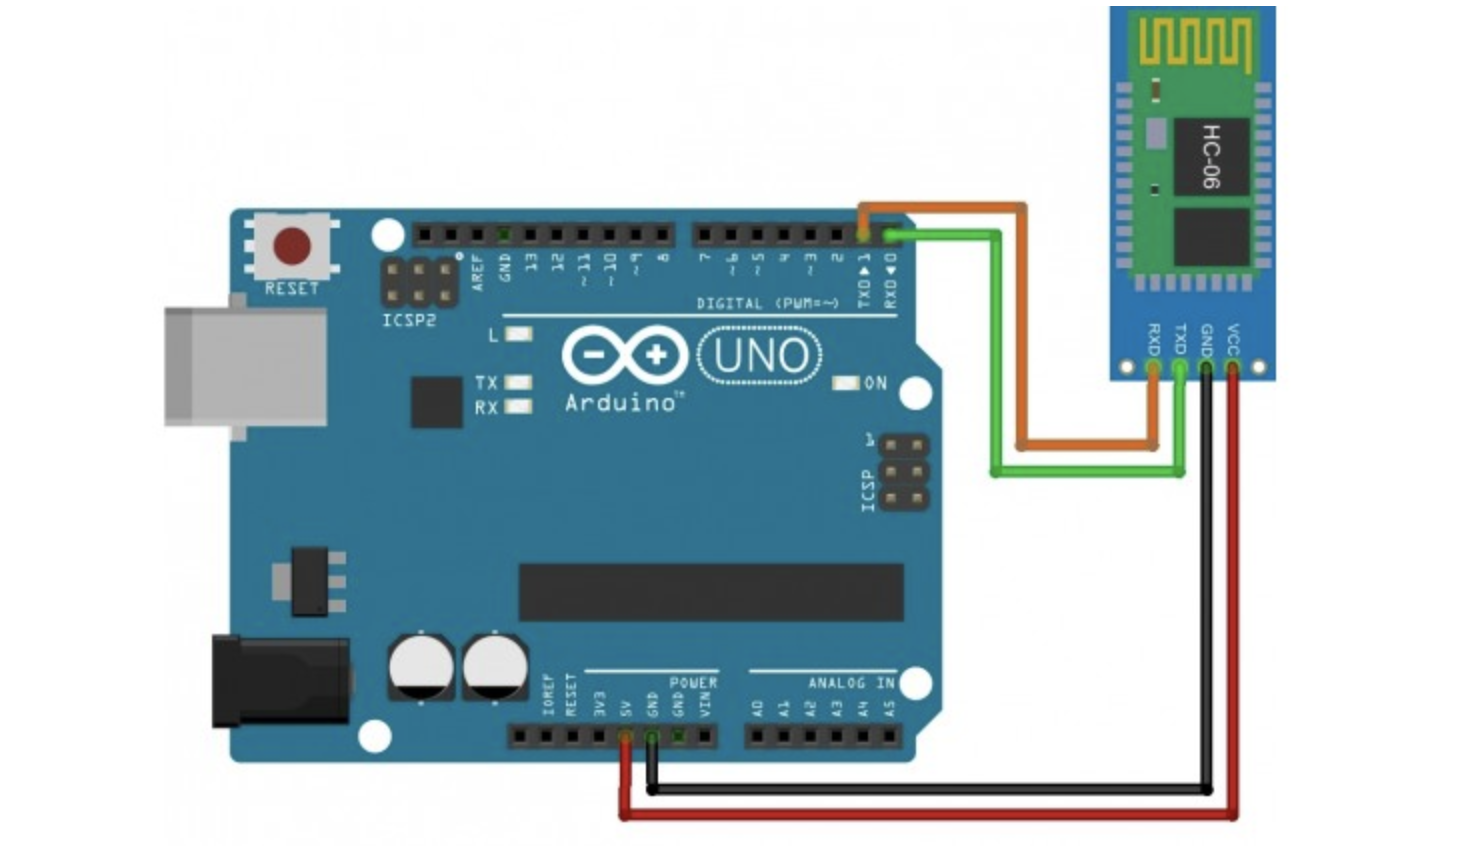 HC-06
RXD
TXD
GND
VCC
RESET
ICSP2
AREF
GND
13
12
~11
~10
~9
8
7
~6
~5
4
~3
2
TXD▶1
RXD◀0
DIGITAL (PWM=~)
L
TX
RX
UNO
Arduino™
ON
1
ICSP
POWER
ANALOG IN
IOREF
RESET
3V3
5V
GND
GND
VIN
A0
A1
A2
A3
A4
A5